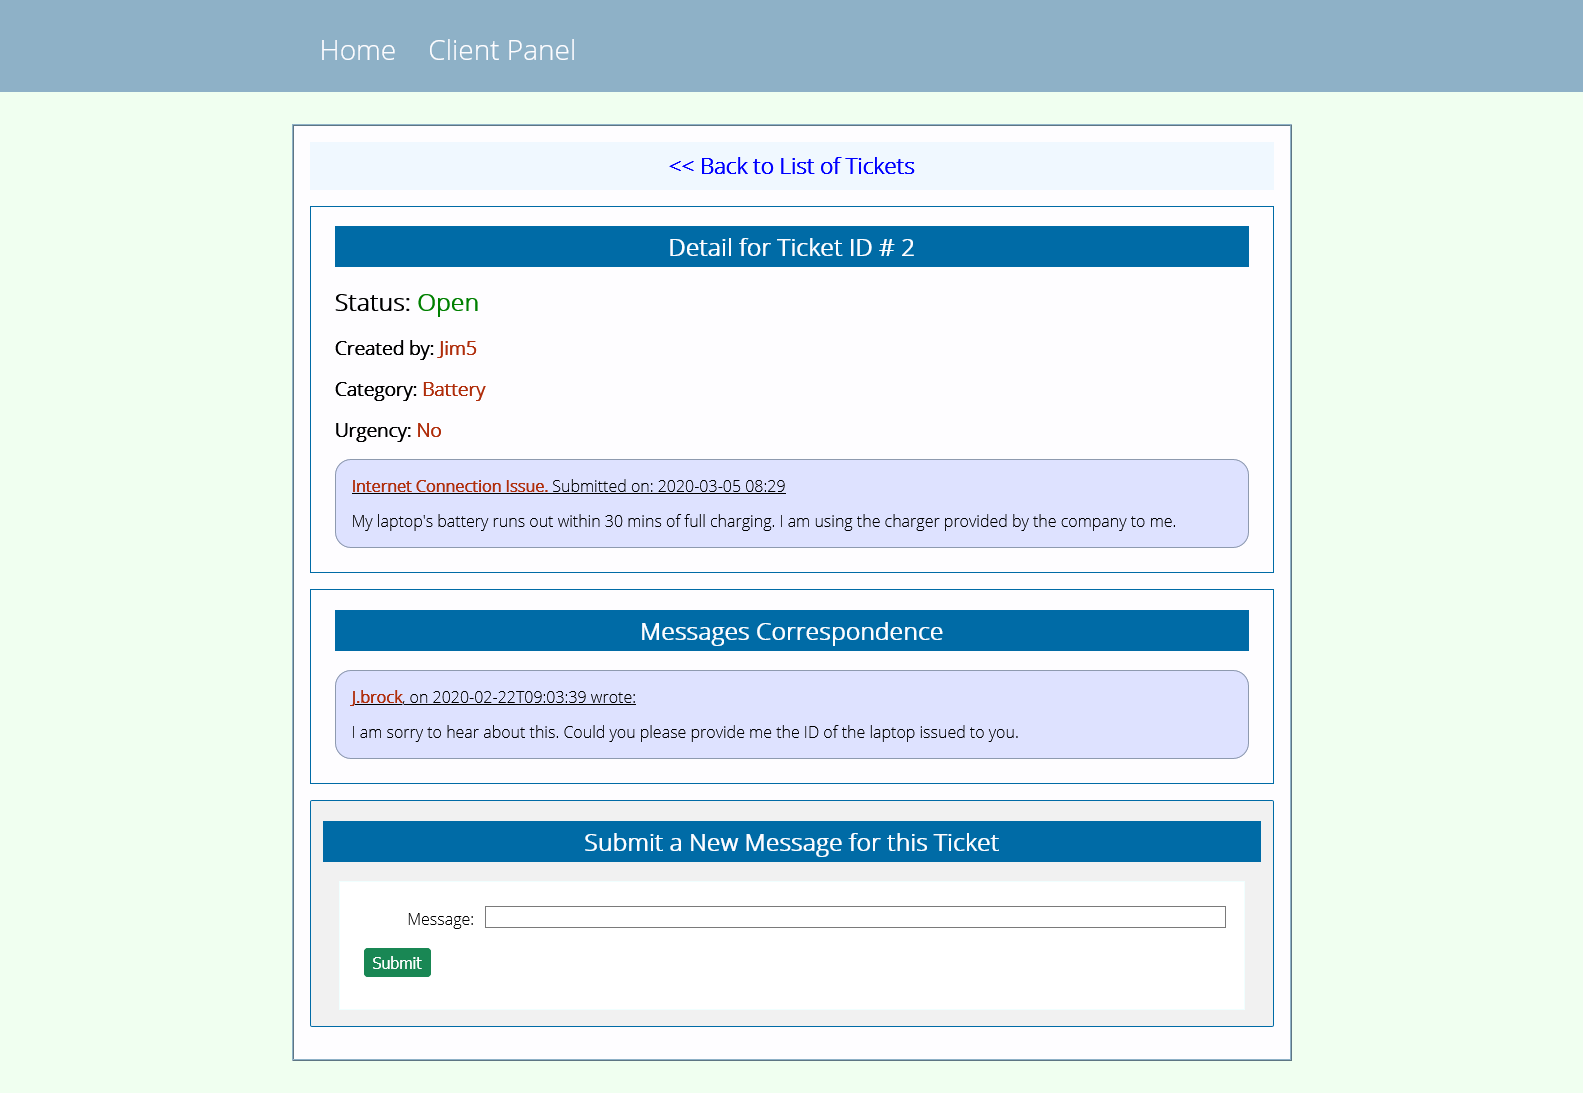 Home Client Panel
<< Back to List of Tickets
Detail for Ticket ID # 2
Status: Open
Created by: Jim5
Category: Battery
Urgency: No
Internet Connection Issue. Submitted on: 2020-03-05 08:29
My laptop's battery runs out within 30 mins of full charging. I am using the charger provided by the company to me.
Messages Correspondence
J.brock, on 2020-02-22T09:03:39 wrote:
I am sorry to hear about this. Could you please provide me the ID of the laptop issued to you.
Submit a New Message for this Ticket
Message:
Submit